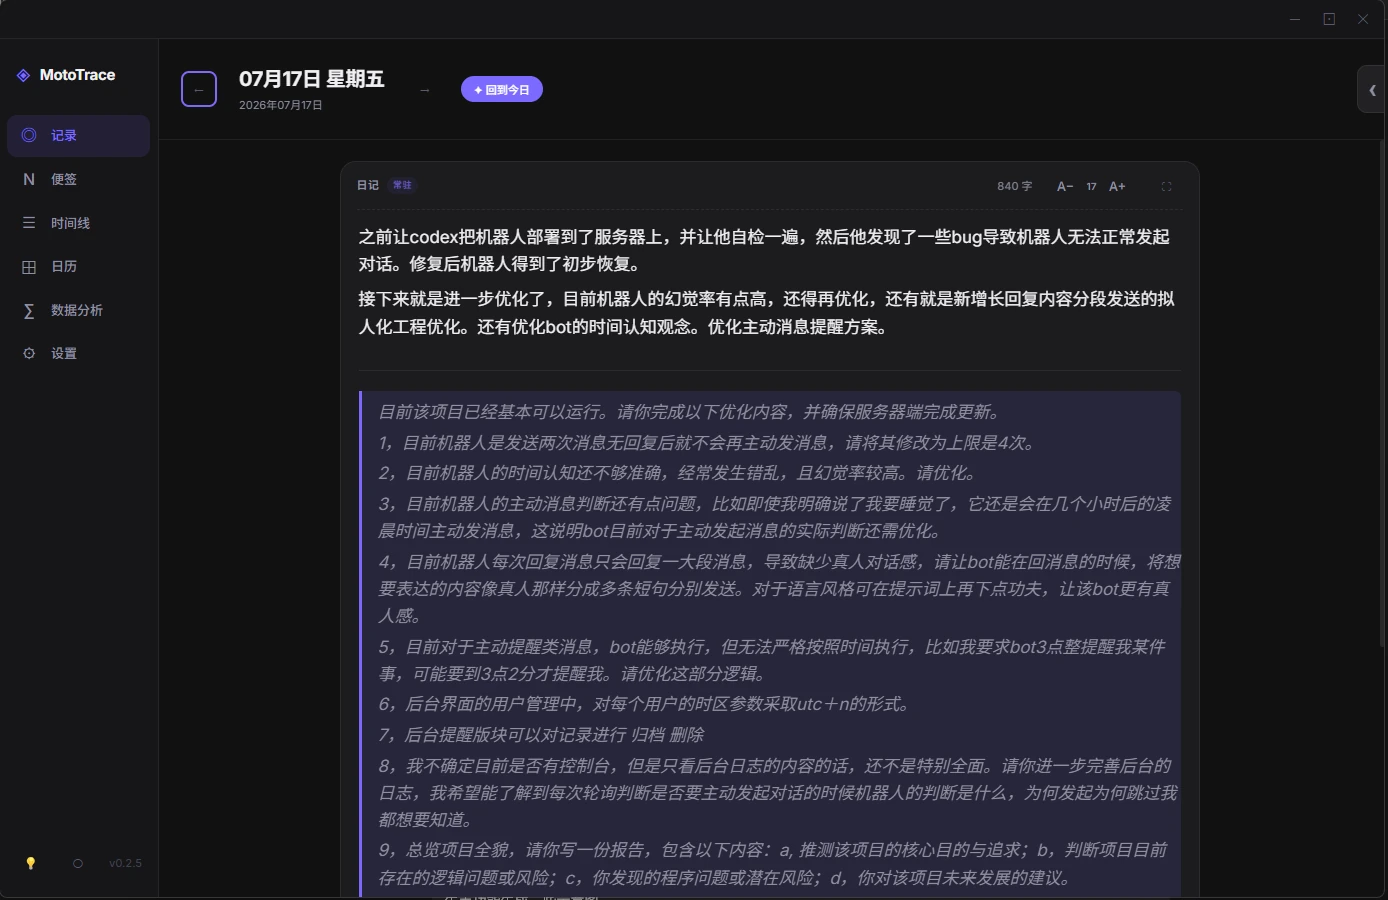 MotoTrace
记录
N 便签
时间线
日历
∑ 数据分析
设置
v0.2.5
← 07月17日 星期五 → ✦ 回到今日
2026年07月17日
日记 常驻 840 字 A− 17 A+
之前让codex把机器人部署到了服务器上，并让他自检一遍，然后他发现了一些bug导致机器人无法正常发起
对话。修复后机器人得到了初步恢复。
接下来就是进一步优化了，目前机器人的幻觉率有点高，还得再优化，还有就是新增长回复内容分段发送的拟
人化工程优化。还有优化bot的时间认知观念。优化主动消息提醒方案。
目前该项目已经基本可以运行。请你完成以下优化内容，并确保服务器端完成更新。
1，目前机器人是发送两次消息无回复后就不会再主动发消息，请将其修改为上限是4次。
2，目前机器人的时间认知还不够准确，经常发生错乱，且幻觉率较高。请优化。
3，目前机器人的主动消息判断还有点问题，比如即使我明确说了我要睡觉了，它还是会在几个小时后的凌
晨时间主动发消息，这说明bot目前对于主动发起消息的实际判断还需优化。
4，目前机器人每次回复消息只会回复一大段消息，导致缺少真人对话感，请让bot能在回消息的时候，将想
要表达的内容像真人那样分成多条短句分别发送。对于语言风格可在提示词上再下点功夫，让该bot更有真
人感。
5，目前对于主动提醒类消息，bot能够执行，但无法严格按照时间执行，比如我要求bot3点整提醒我某件
事，可能要到3点2分才提醒我。请优化这部分逻辑。
6，后台界面的用户管理中，对每个用户的时区参数采取utc＋n的形式。
7，后台提醒版块可以对记录进行 归档 删除
8，我不确定目前是否有控制台，但是只看后台日志的内容的话，还不是特别全面。请你进一步完善后台的
日志，我希望能了解到每次轮询判断是否要主动发起对话的时候机器人的判断是什么，为何发起为何跳过我
都想要知道。
9，总览项目全貌，请你写一份报告，包含以下内容：a, 推测该项目的核心目的与追求；b，判断项目目前
存在的逻辑问题或风险；c，你发现的程序问题或潜在风险；d，你对该项目未来发展的建议。